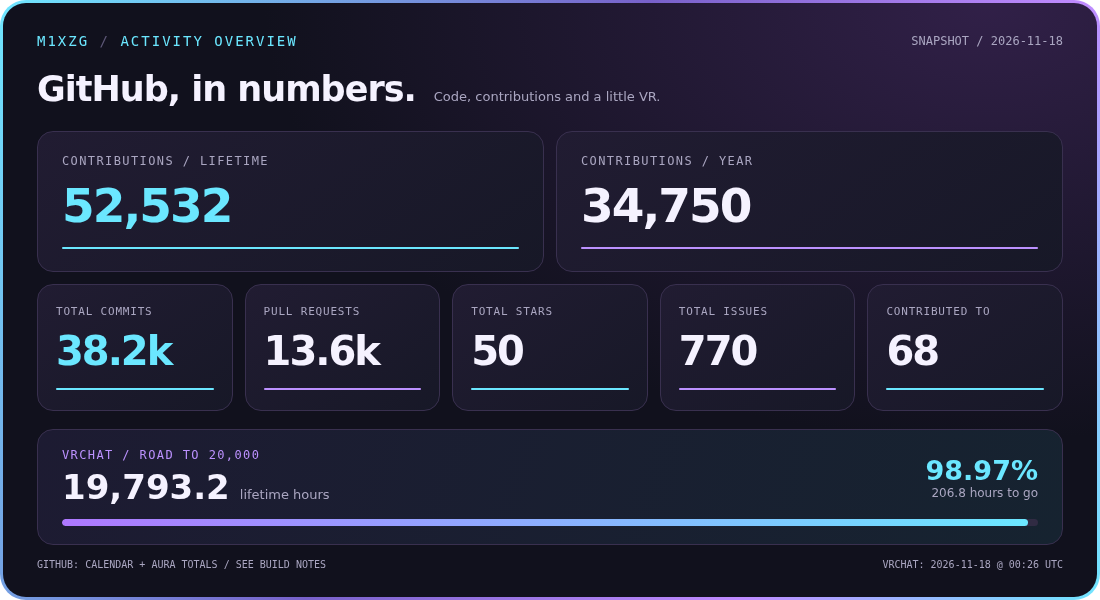 M1XZG / ACTIVITY OVERVIEW
SNAPSHOT / 2026-11-18
GitHub, in numbers. Code, contributions and a little VR.
CONTRIBUTIONS / LIFETIME
52,532
CONTRIBUTIONS / YEAR
34,750
TOTAL COMMITS
38.2k
PULL REQUESTS
13.6k
TOTAL STARS
50
TOTAL ISSUES
770
CONTRIBUTED TO
68
VRCHAT / ROAD TO 20,000
19,793.2 lifetime hours
98.97%
206.8 hours to go
GITHUB: CALENDAR + AURA TOTALS / SEE BUILD NOTES
VRCHAT: 2026-11-18 @ 00:26 UTC